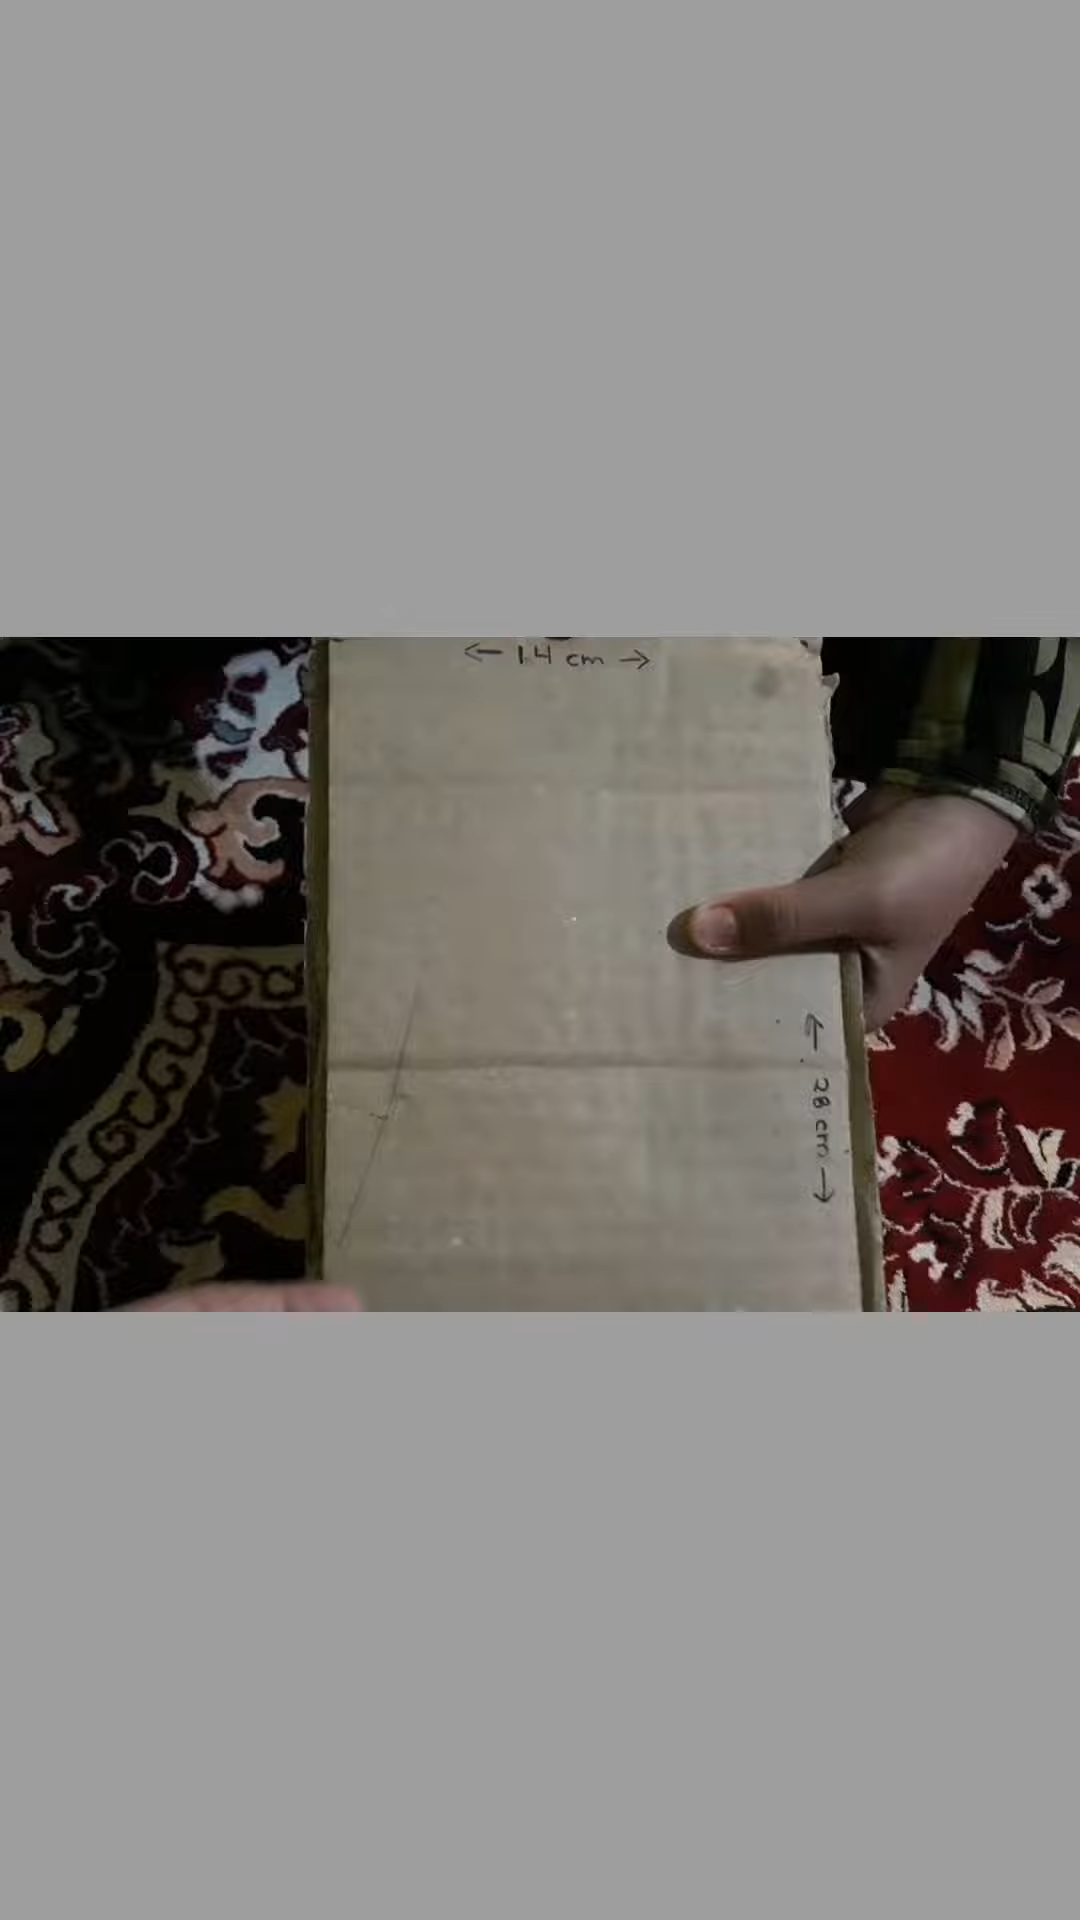 ← 14 cm →
← 28 cm →